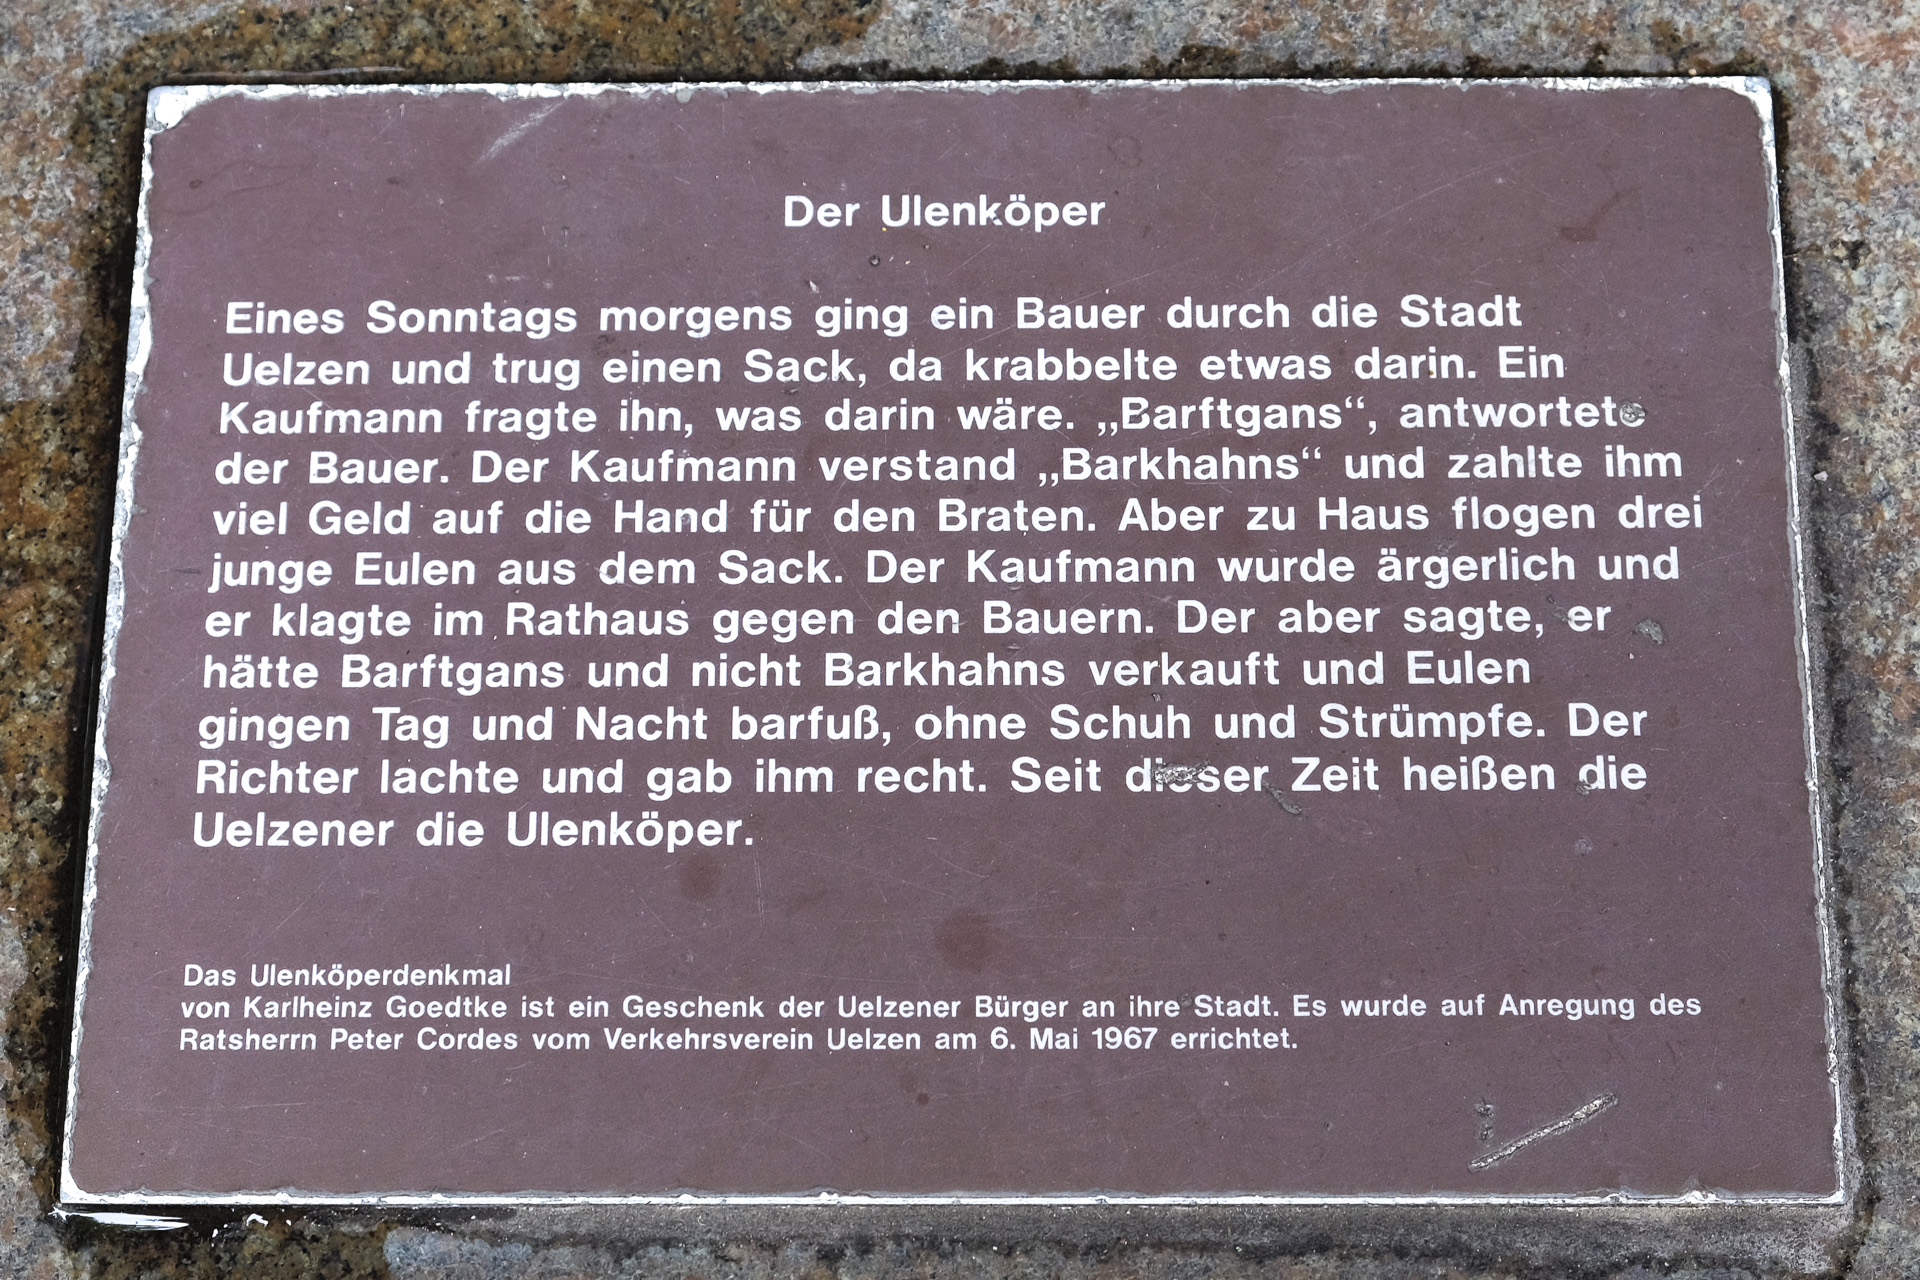 Der Ulenköper
Eines Sonntags morgens ging ein Bauer durch die Stadt
Uelzen und trug einen Sack, da krabbelte etwas darin. Ein
Kaufmann fragte ihn, was darin wäre. „Barftgans“, antwortete
der Bauer. Der Kaufmann verstand „Barkhahns“ und zahlte ihm
viel Geld auf die Hand für den Braten. Aber zu Haus flogen drei
junge Eulen aus dem Sack. Der Kaufmann wurde ärgerlich und
er klagte im Rathaus gegen den Bauern. Der aber sagte, er
hätte Barftgans und nicht Barkhahns verkauft und Eulen
gingen Tag und Nacht barfuß, ohne Schuh und Strümpfe. Der
Richter lachte und gab ihm recht. Seit dieser Zeit heißen die
Uelzener die Ulenköper.
Das Ulenköperdenkmal
von Karlheinz Goedtke ist ein Geschenk der Uelzener Bürger an ihre Stadt. Es wurde auf Anregung des
Ratsherrn Peter Cordes vom Verkehrsverein Uelzen am 6. Mai 1967 errichtet.